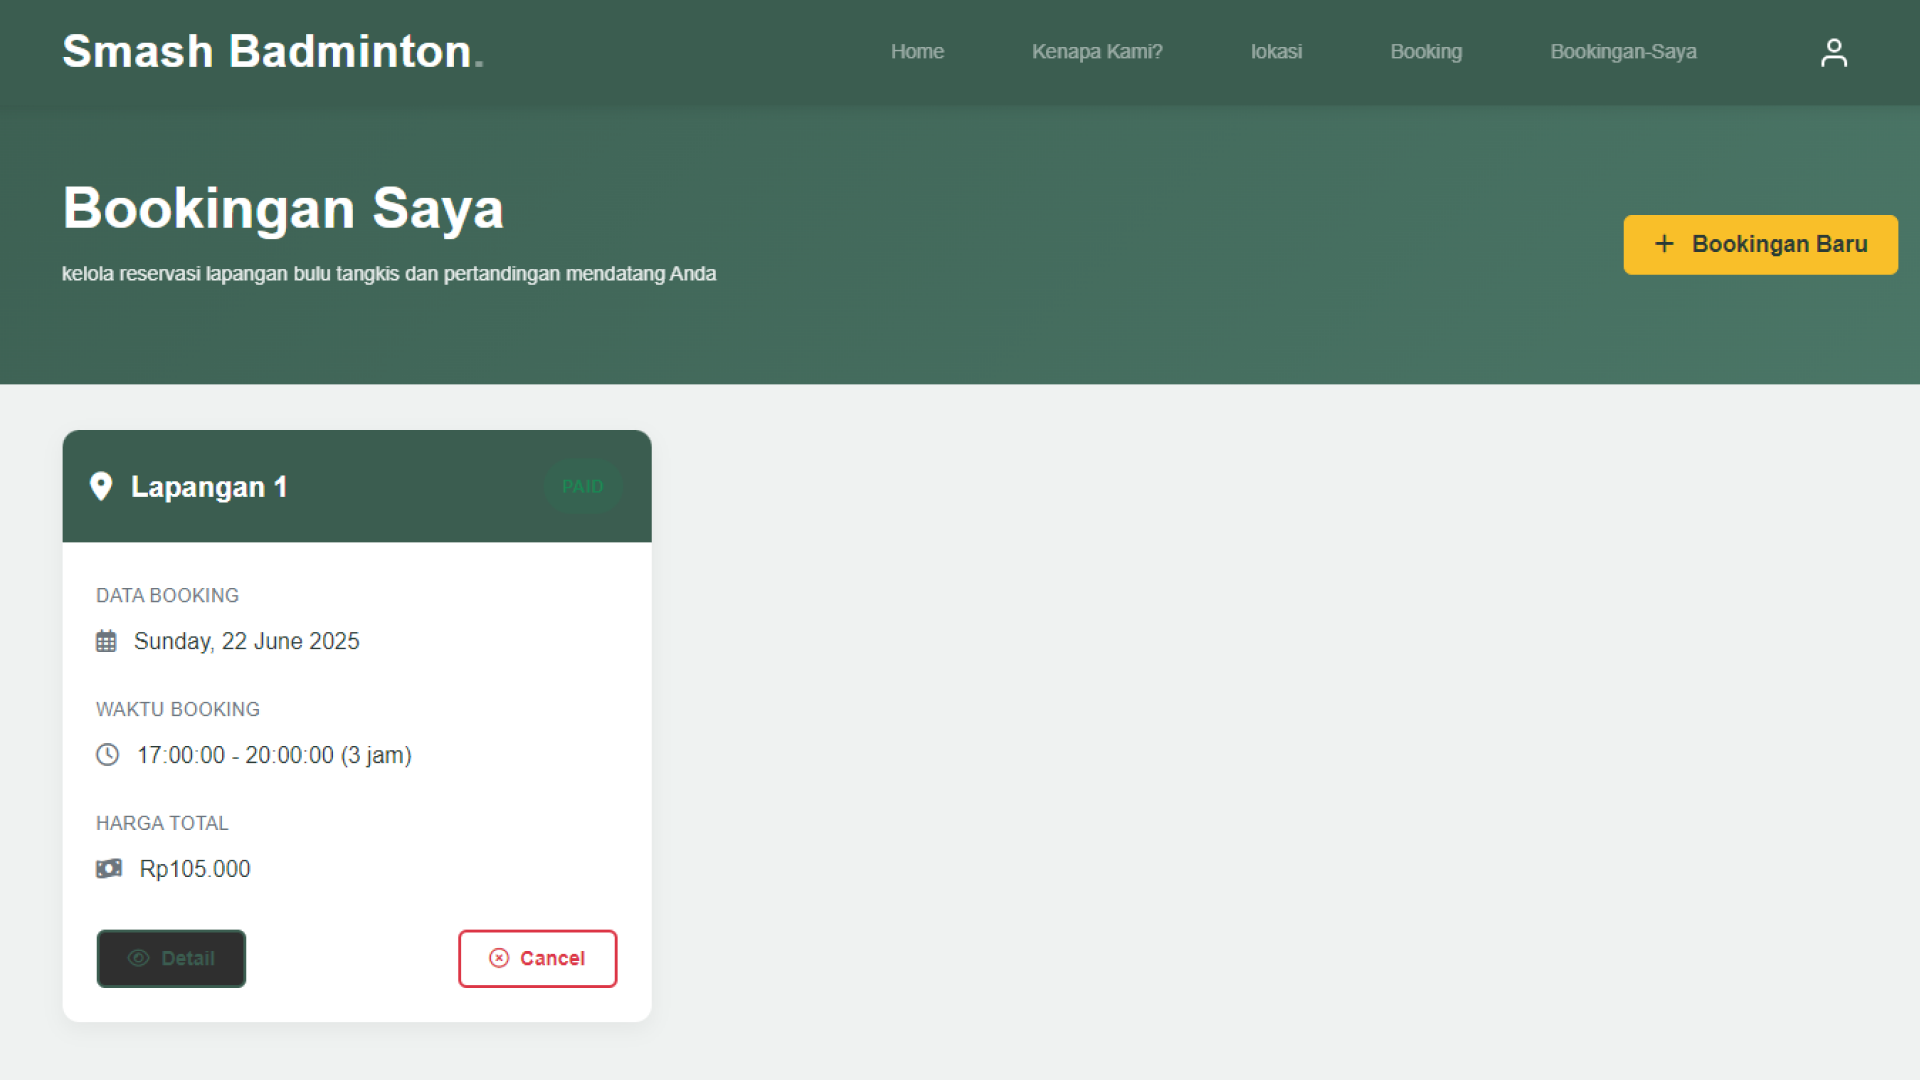 Smash Badminton.
Home
Kenapa Kami?
lokasi
Booking
Bookingan-Saya
Bookingan Saya
kelola reservasi lapangan bulu tangkis dan pertandingan mendatang Anda
+ Bookingan Baru
Lapangan 1
PAID
DATA BOOKING
Sunday, 22 June 2025
WAKTU BOOKING
17:00:00 - 20:00:00 (3 jam)
HARGA TOTAL
Rp105.000
Detail
Cancel